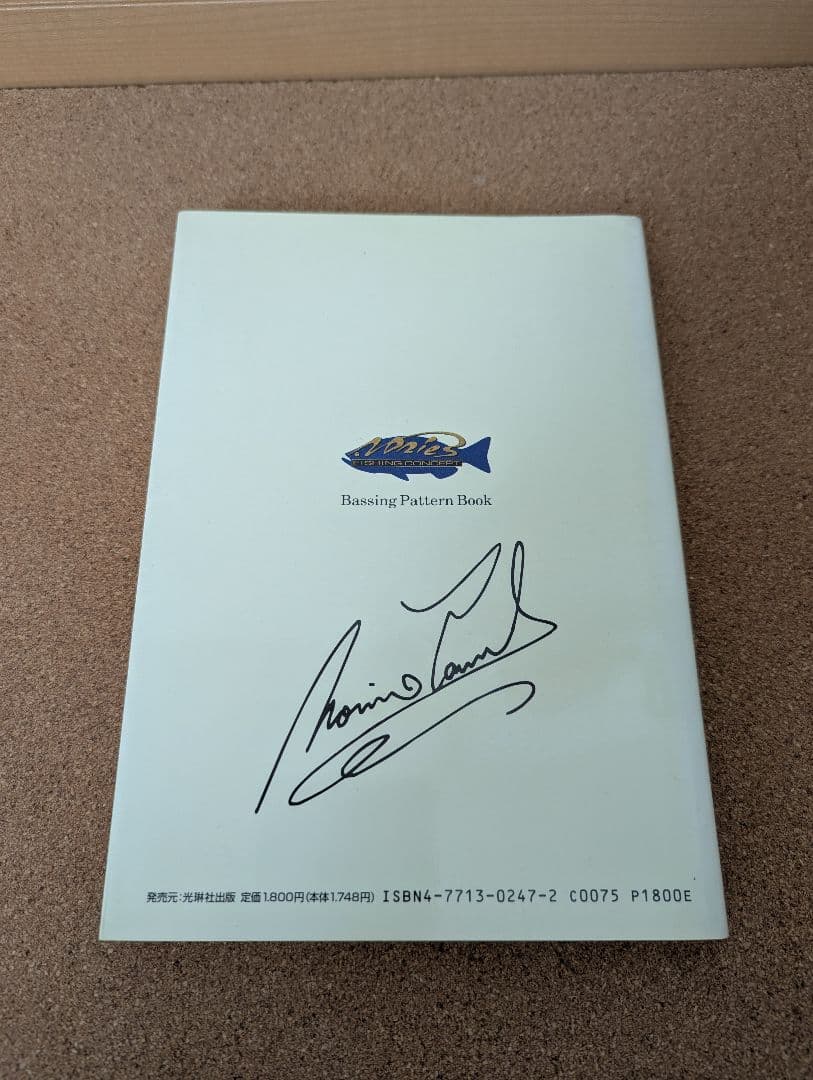 Nories
FISHING CONCEPT
Bassing Pattern Book
発売元：光琳社出版 定価1.800円(本体1.748円) ISBN4-7713-0247-2 C0075 P1800E